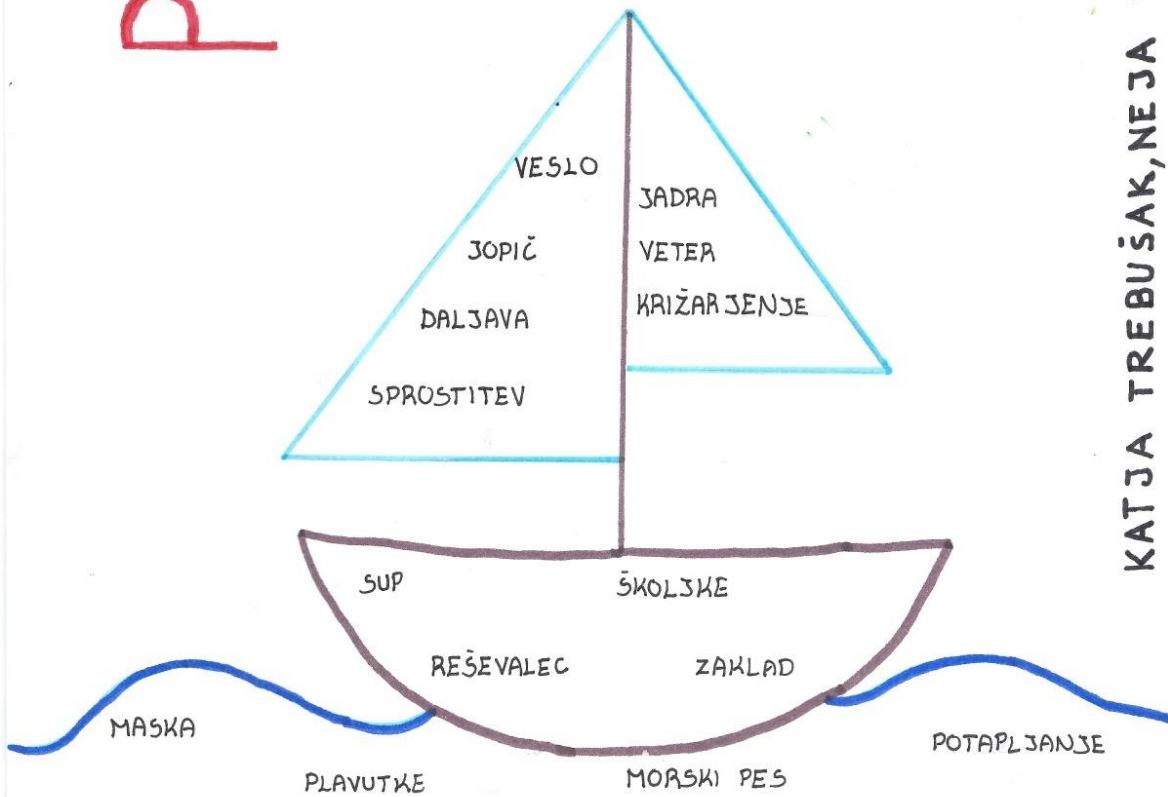 VESLO
JOPIČ
DALJAVA
SPROSTITEV
JADRA
VETER
KRIŽARJENJE
SUP
ŠKOLJKE
REŠEVALEC
ZAKLAD
MASKA
PLAVUTKE
MORSKI PES
POTAPLJANJE
KATJA TREBUŠAK, NEJA